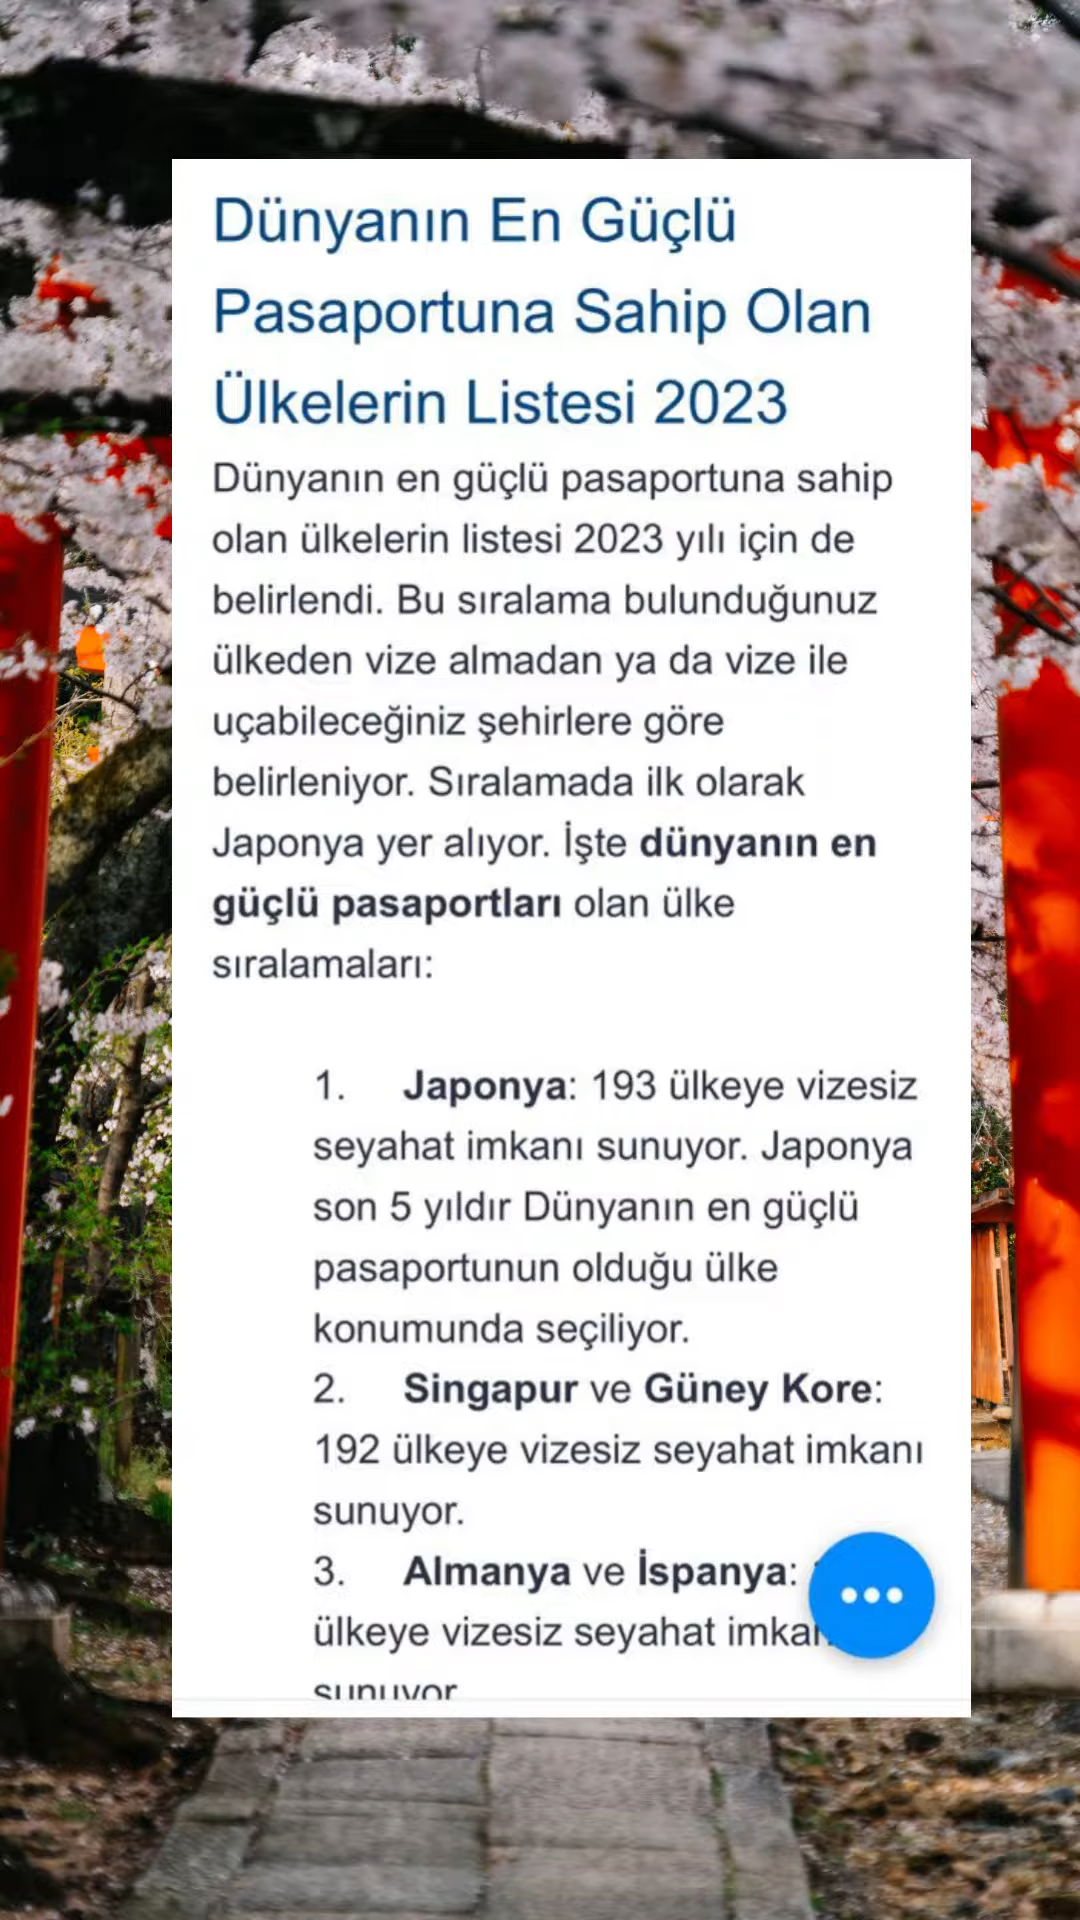 Dünyanın En Güçlü
Pasaportuna Sahip Olan
Ülkelerin Listesi 2023
Dünyanın en güçlü pasaportuna sahip
olan ülkelerin listesi 2023 yılı için de
belirlendi. Bu sıralama bulunduğunuz
ülkeden vize almadan ya da vize ile
uçabileceğiniz şehirlere göre
belirleniyor. Sıralamada ilk olarak
Japonya yer alıyor. İşte dünyanın en
güçlü pasaportları olan ülke
sıralamaları:
1. Japonya: 193 ülkeye vizesiz
seyahat imkanı sunuyor. Japonya
son 5 yıldır Dünyanın en güçlü
pasaportunun olduğu ülke
konumunda seçiliyor.
2. Singapur ve Güney Kore:
192 ülkeye vizesiz seyahat imkanı
sunuyor.
3. Almanya ve İspanya:
ülkeye vizesiz seyahat
sunuyor